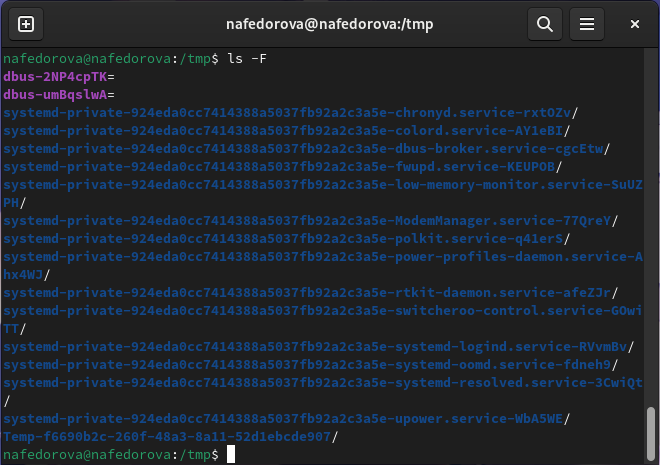 nafedorova@nafedorova:/tmp
nafedorova@nafedorova:/tmp$ ls -F
dbus-2NP4cpTK=
dbus-umBqslwA=
systemd-private-924eda0cc7414388a5037fb92a2c3a5e-chronyd.service-rxtOZv/
systemd-private-924eda0cc7414388a5037fb92a2c3a5e-colord.service-AY1eBI/
systemd-private-924eda0cc7414388a5037fb92a2c3a5e-dbus-broker.service-cgcEtw/
systemd-private-924eda0cc7414388a5037fb92a2c3a5e-fwupd.service-KEUPOB/
systemd-private-924eda0cc7414388a5037fb92a2c3a5e-low-memory-monitor.service-SuUZ
PH/
systemd-private-924eda0cc7414388a5037fb92a2c3a5e-ModemManager.service-77QreY/
systemd-private-924eda0cc7414388a5037fb92a2c3a5e-polkit.service-q41erS/
systemd-private-924eda0cc7414388a5037fb92a2c3a5e-power-profiles-daemon.service-A
hx4WJ/
systemd-private-924eda0cc7414388a5037fb92a2c3a5e-rtkit-daemon.service-afeZJr/
systemd-private-924eda0cc7414388a5037fb92a2c3a5e-switcheroo-control.service-GOwi
TT/
systemd-private-924eda0cc7414388a5037fb92a2c3a5e-systemd-logind.service-RVvmBv/
systemd-private-924eda0cc7414388a5037fb92a2c3a5e-systemd-oomd.service-fdneh9/
systemd-private-924eda0cc7414388a5037fb92a2c3a5e-systemd-resolved.service-3CwiQt
/
systemd-private-924eda0cc7414388a5037fb92a2c3a5e-upower.service-WbA5WE/
Temp-f6690b2c-260f-48a3-8a11-52d1ebcde907/
nafedorova@nafedorova:/tmp$